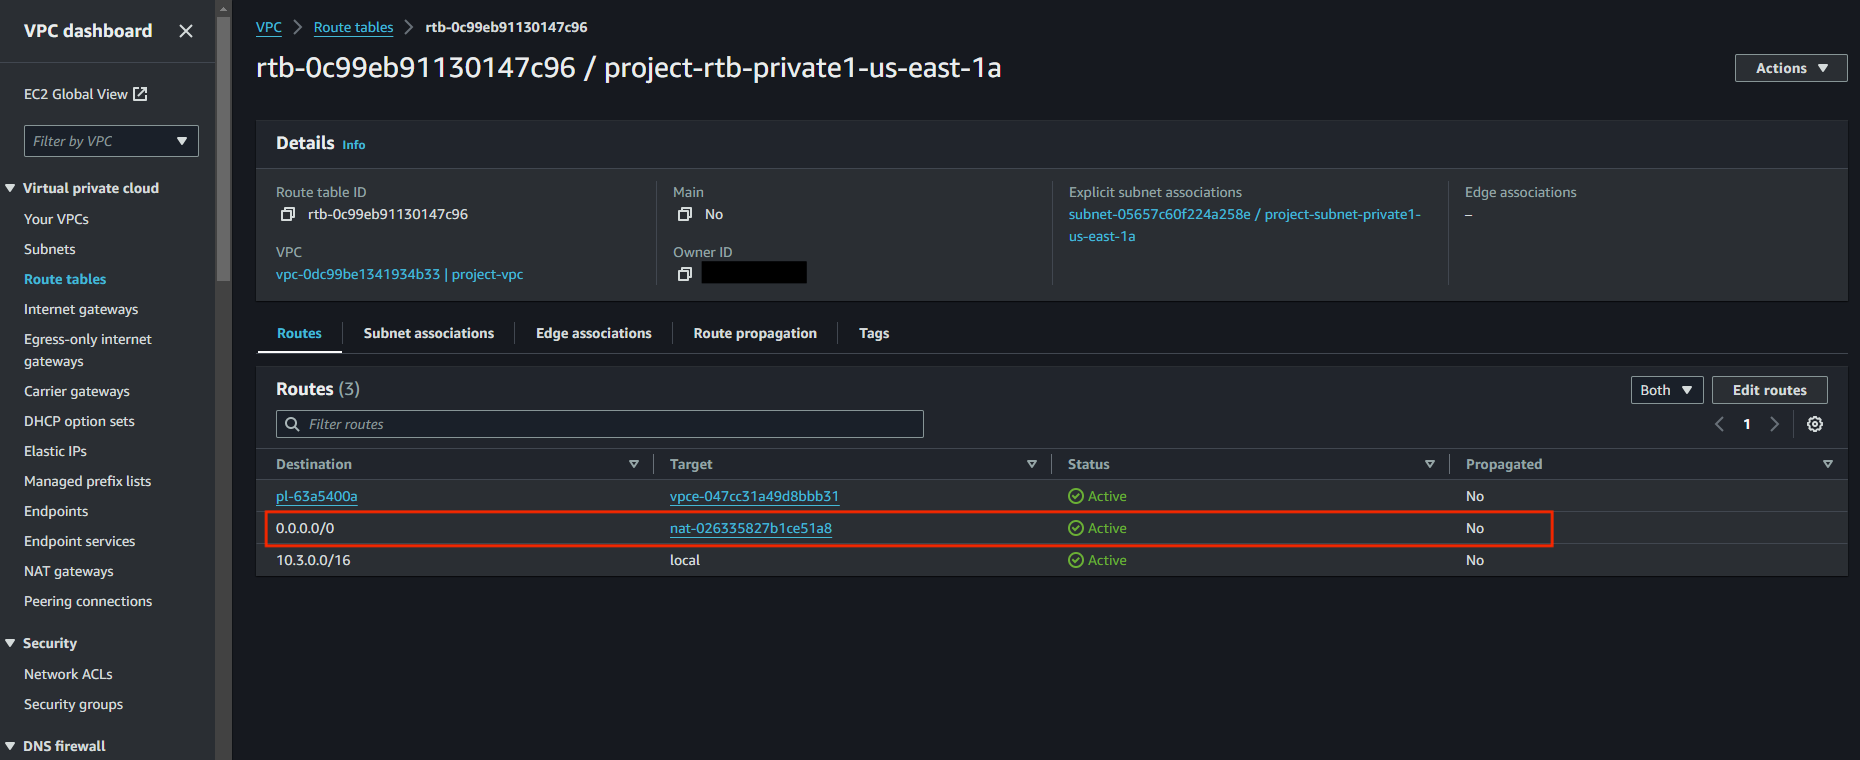 VPC dashboard
EC2 Global View
Filter by VPC
Virtual private cloud
Your VPCs
Subnets
Route tables
Internet gateways
Egress-only internet
gateways
Carrier gateways
DHCP option sets
Elastic IPs
Managed prefix lists
Endpoints
Endpoint services
NAT gateways
Peering connections
Security
Network ACLs
Security groups
DNS firewall
VPC Route tables rtb-0c99eb91130147c96
rtb-0c99eb91130147c96 / project-rtb-private1-us-east-1a
Actions
Details Info
Route table ID
rtb-0c99eb91130147c96
VPC
vpc-0dc99be1341934b33 | project-vpc
Main
No
Owner ID
Explicit subnet associations
subnet-05657c60f224a258e / project-subnet-private1-
us-east-1a
Edge associations
–
Routes Subnet associations Edge associations Route propagation Tags
Routes (3)
Both Edit routes
Filter routes
1
Destination Target Status Propagated
pl-63a5400a vpce-047cc31a49d8bbb31 Active No
0.0.0.0/0 nat-026335827b1ce51a8 Active No
10.3.0.0/16 local Active No